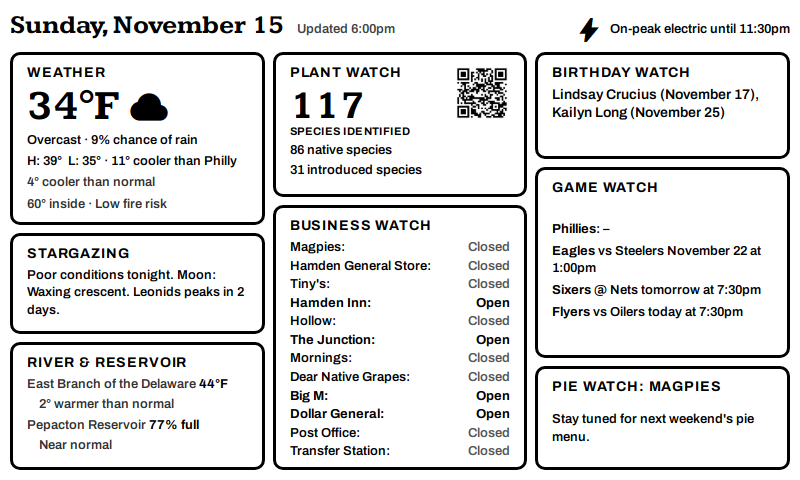 Sunday, November 15 Updated 6:00pm
On-peak electric until 11:30pm
WEATHER
34°F
Overcast · 9% chance of rain
H: 39° L: 35° · 11° cooler than Philly
4° cooler than normal
60° inside · Low fire risk
STARGAZING
Poor conditions tonight. Moon:
Waxing crescent. Leonids peaks in 2
days.
RIVER & RESERVOIR
East Branch of the Delaware 44°F
2° warmer than normal
Pepacton Reservoir 77% full
Near normal
PLANT WATCH
117
SPECIES IDENTIFIED
86 native species
31 introduced species
BUSINESS WATCH
Magpies: Closed
Hamden General Store: Closed
Tiny's: Closed
Hamden Inn: Open
Hollow: Closed
The Junction: Open
Mornings: Closed
Dear Native Grapes: Closed
Big M: Open
Dollar General: Open
Post Office: Closed
Transfer Station: Closed
BIRTHDAY WATCH
Lindsay Crucius (November 17),
Kailyn Long (November 25)
GAME WATCH
Phillies: –
Eagles vs Steelers November 22 at
1:00pm
Sixers @ Nets tomorrow at 7:30pm
Flyers vs Oilers today at 7:30pm
PIE WATCH: MAGPIES
Stay tuned for next weekend's pie
menu.